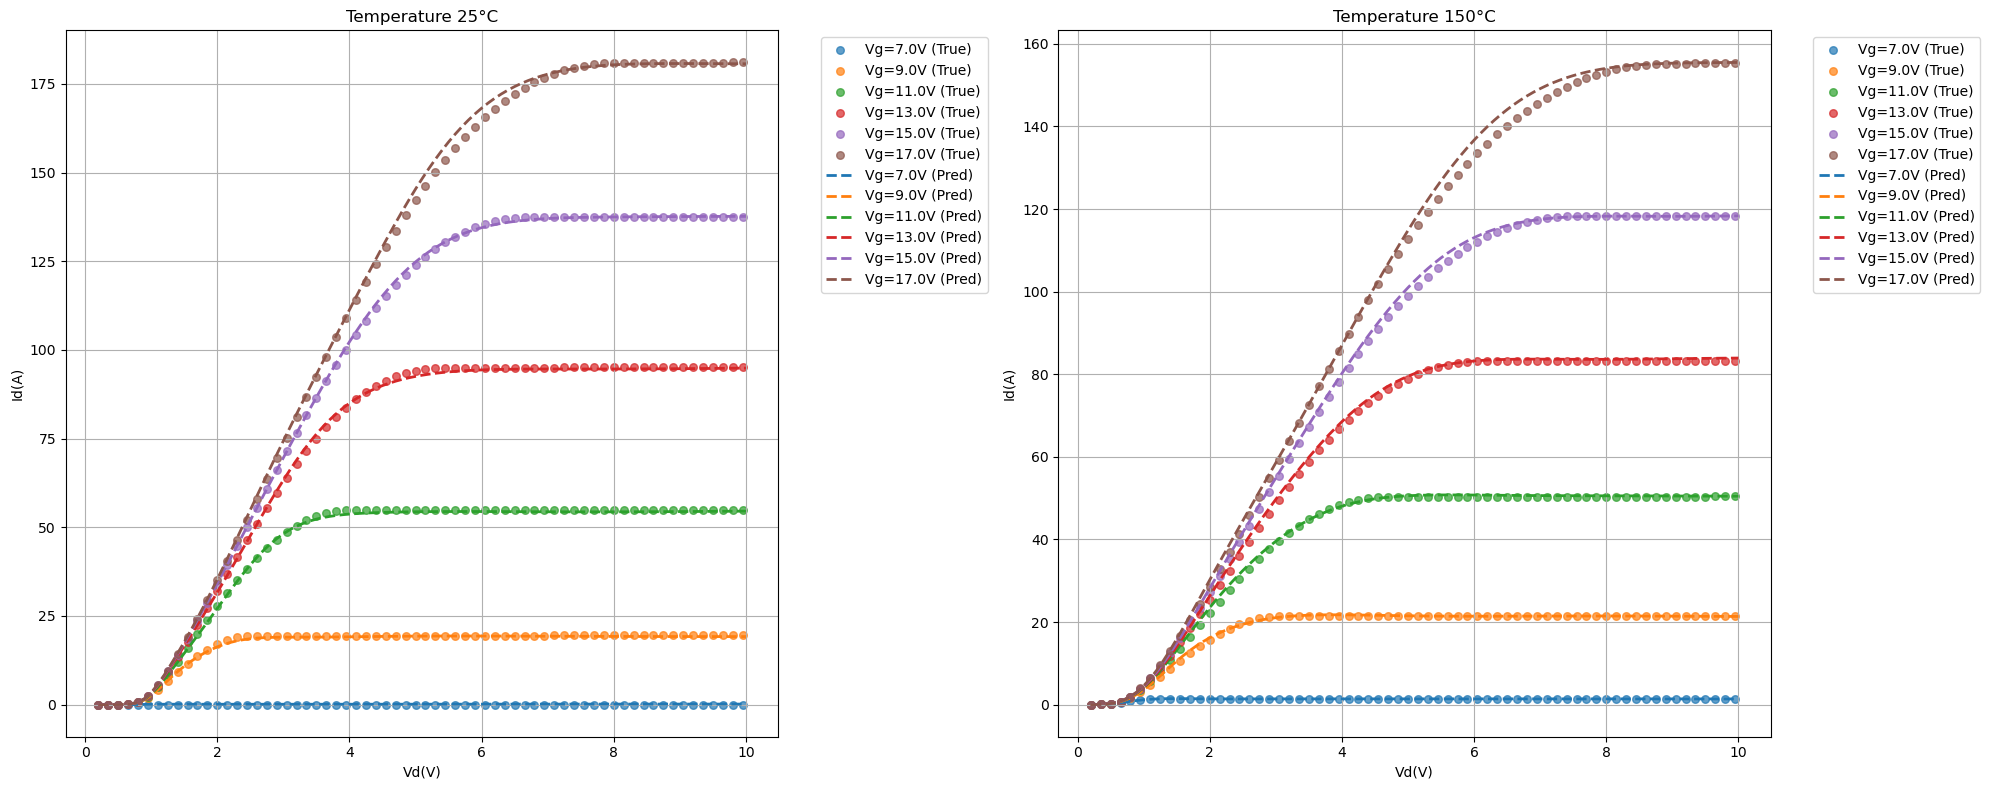 Temperature 25°C
Id(A)
175
150
125
100
75
50
25
0
0 2 4 6 8 10
Vd(V)
Vg=7.0V (True)
Vg=9.0V (True)
Vg=11.0V (True)
Vg=13.0V (True)
Vg=15.0V (True)
Vg=17.0V (True)
Vg=7.0V (Pred)
Vg=9.0V (Pred)
Vg=11.0V (Pred)
Vg=13.0V (Pred)
Vg=15.0V (Pred)
Vg=17.0V (Pred)
Temperature 150°C
Id(A)
160
140
120
100
80
60
40
20
0
0 2 4 6 8 10
Vd(V)
Vg=7.0V (True)
Vg=9.0V (True)
Vg=11.0V (True)
Vg=13.0V (True)
Vg=15.0V (True)
Vg=17.0V (True)
Vg=7.0V (Pred)
Vg=9.0V (Pred)
Vg=11.0V (Pred)
Vg=13.0V (Pred)
Vg=15.0V (Pred)
Vg=17.0V (Pred)